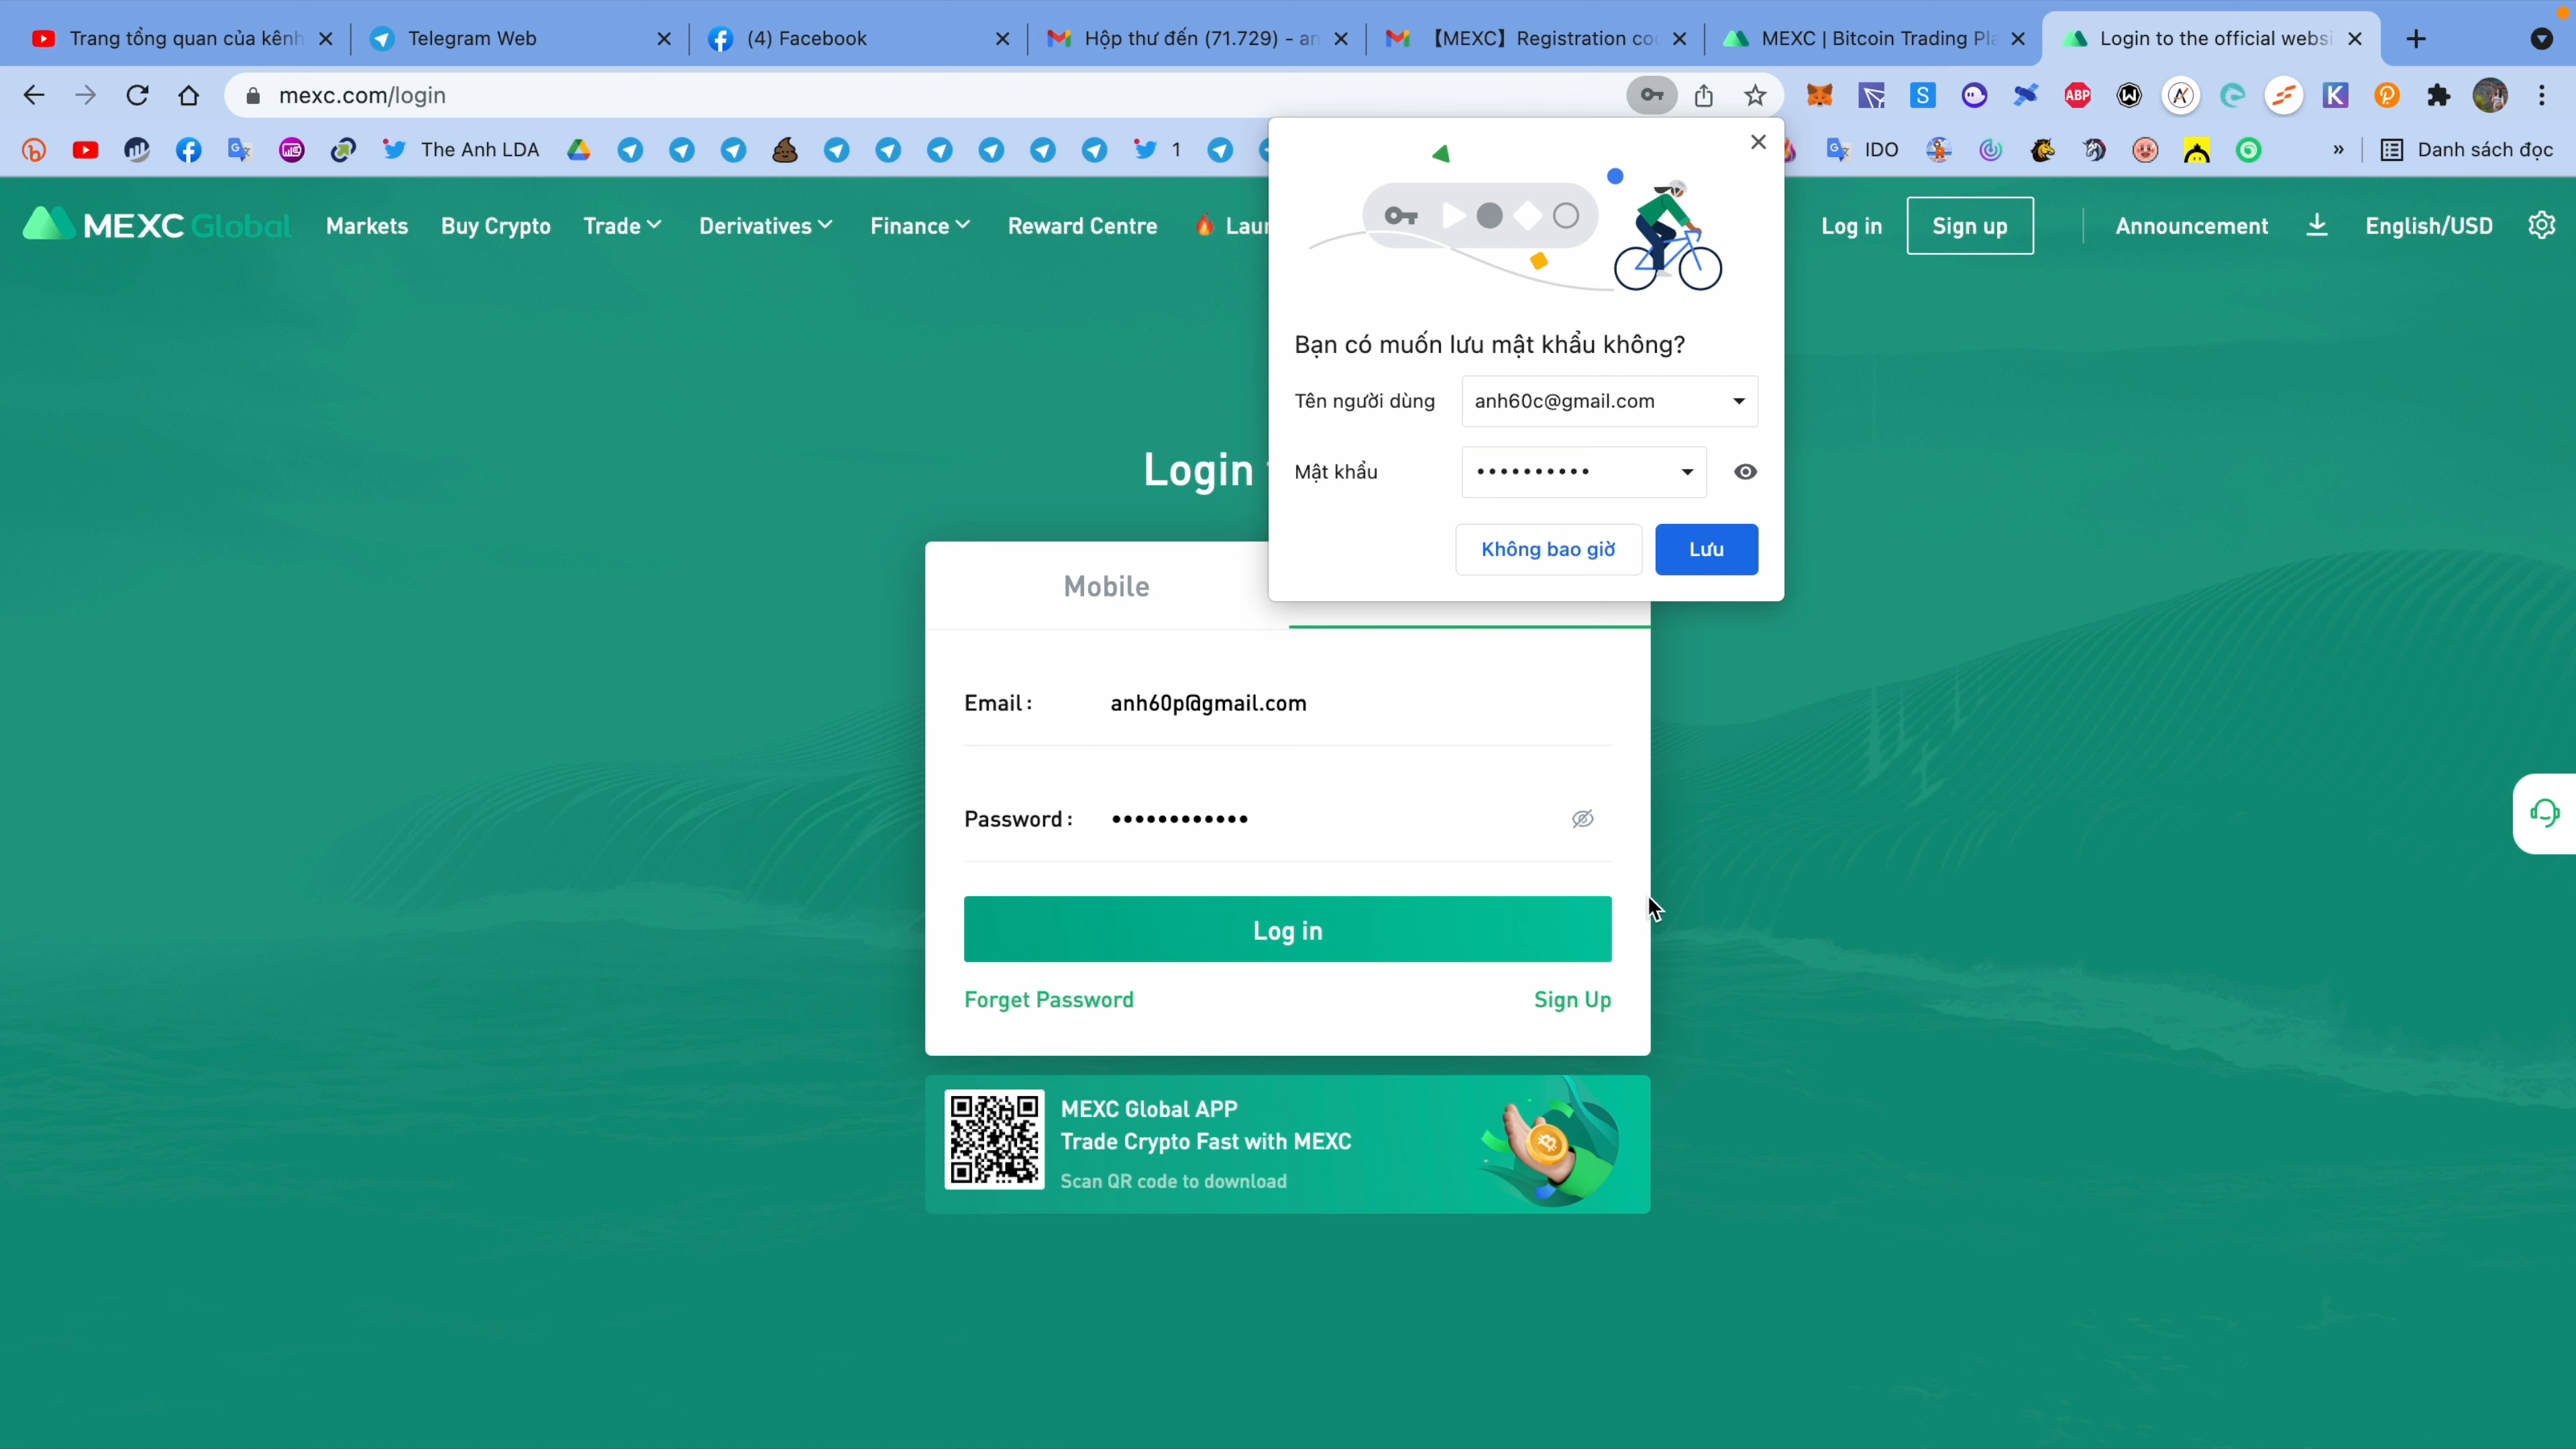 Trang tổng quan của kênh
Telegram Web
(4) Facebook
Hộp thư đến (71.729) - an
【MEXC】Registration co
MEXC | Bitcoin Trading Pla
Login to the official websi
mexc.com/login
The Anh LDA
1
IDO
»
Danh sách đọc
MEXC Global
Markets
Buy Crypto
Trade
Derivatives
Finance
Reward Centre
Log in
Sign up
Announcement
English/USD
Bạn có muốn lưu mật khẩu không?
Tên người dùng
anh60c@gmail.com
Mật khẩu
••••••••••
Không bao giờ
Lưu
Login
Mobile
Email :
anh60p@gmail.com
Password :
••••••••••••
Log in
Forget Password
Sign Up
MEXC Global APP
Trade Crypto Fast with MEXC
Scan QR code to download